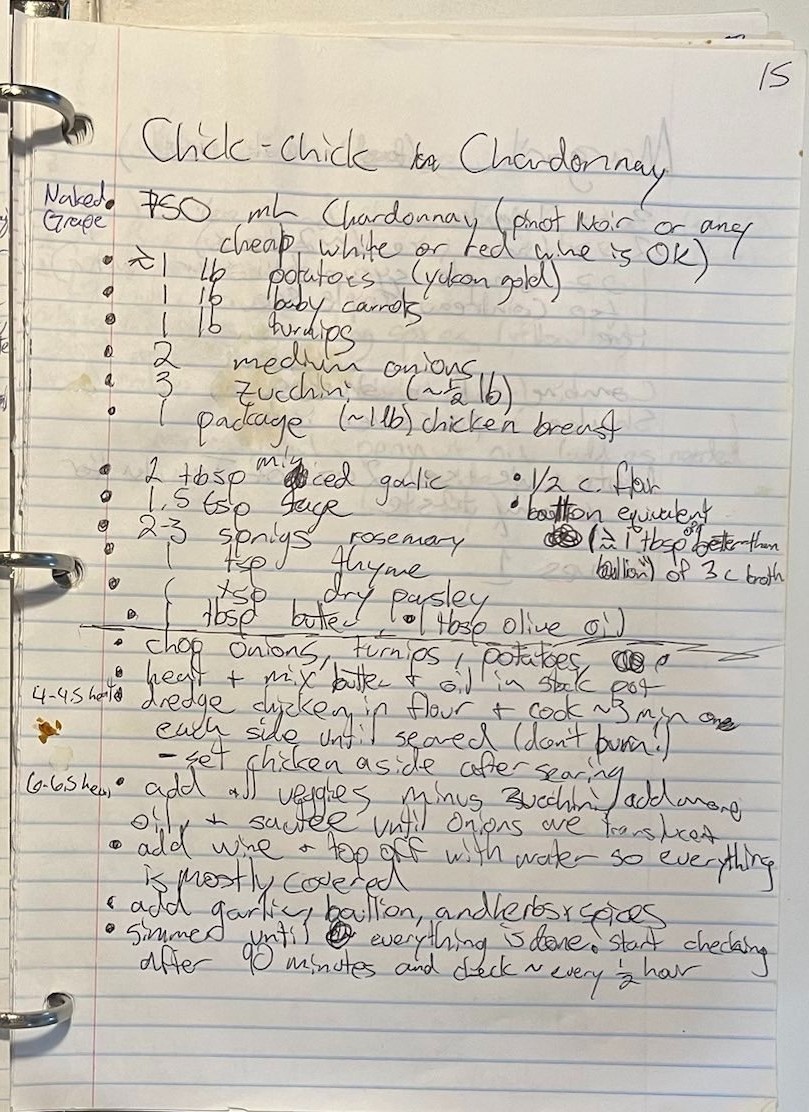 15
Chick-chick in Chardonnay
Naked Grape
• 750 mL Chardonnay (pinot Noir or any
cheap white or red wine is OK)
• ≈1 lb potatoes (yukon gold)
• 1 lb baby carrots
• 1 lb turnips
• 2 medium onions
• 3 zucchini (~½ lb)
• 1 package (~1 lb) chicken breast
• 2 tbsp minced garlic
• 1/2 c. flour
• 1.5 tsp sage
• 2-3 sprigs rosemary
• 1 tsp thyme
• 1 tsp dry parsley
• 1 tbsp butter, • 1 tbsp olive oil
• equivalent
(≈ 1 tbsp of better than
bullion) of 3 c broth
• chop onions, turnips, potatoes,
• heat + mix butter + oil in stock pot
4-4.5 heat • dredge chicken in flour + cook ~3 min one
each side until seared (don't burn!)
- set chicken aside after searing
6-6.5 heat • add all veggies minus zucchini, add more
oil, + sautee until onions are translucent
• add wine + top off with water so everything
is mostly covered
• add garlic, bullion, and herbs + spices
• simmer until everything is done. start checking
after 90 minutes and check ~ every ½ hour